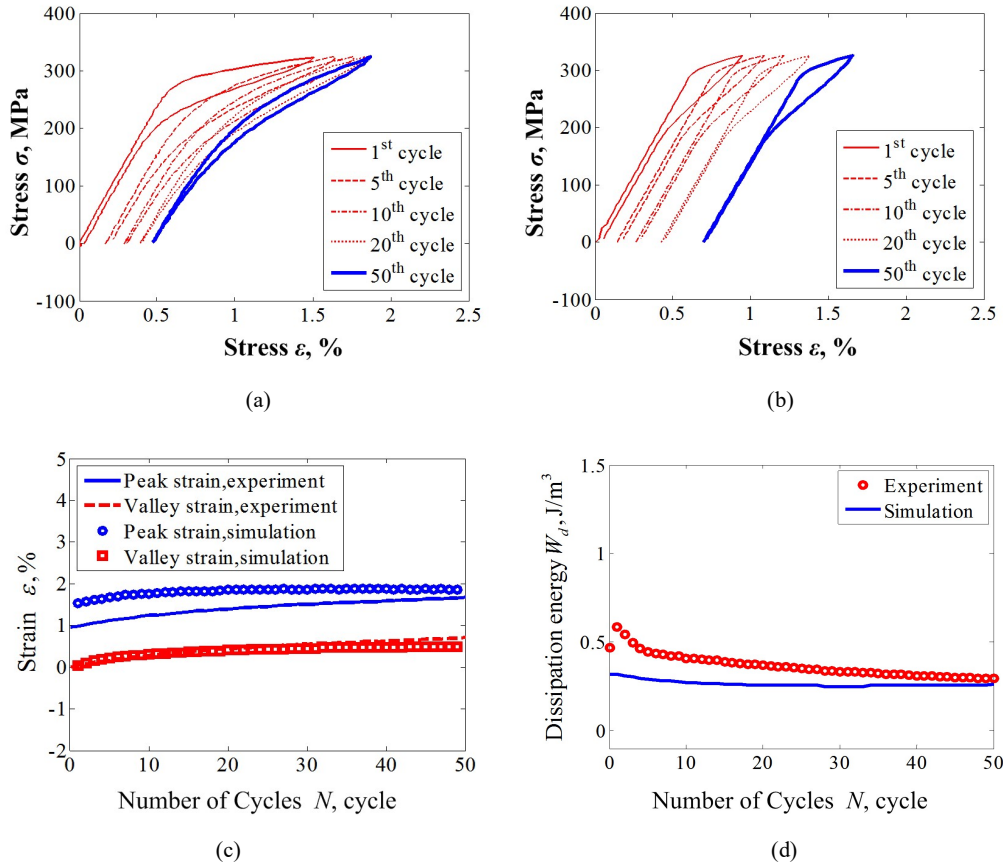 400
300
200
100
0
-100
Stress σ, MPa
0
0.5
1
1.5
2
2.5
Stress ε, %
1st cycle
5th cycle
10th cycle
20th cycle
50th cycle
(a)
400
300
200
100
0
-100
Stress σ, MPa
0
0.5
1
1.5
2
2.5
Stress ε, %
1st cycle
5th cycle
10th cycle
20th cycle
50th cycle
(b)
5
4
3
2
1
0
-1
-2
Strain ε, %
Peak strain,experiment
Valley strain,experiment
Peak strain,simulation
Valley strain,simulation
0
10
20
30
40
50
Number of Cycles N, cycle
(c)
1.5
1
0.5
0
Dissipation energy Wd, J/m3
Experiment
Simulation
0
10
20
30
40
50
Number of Cycles N, cycle
(d)